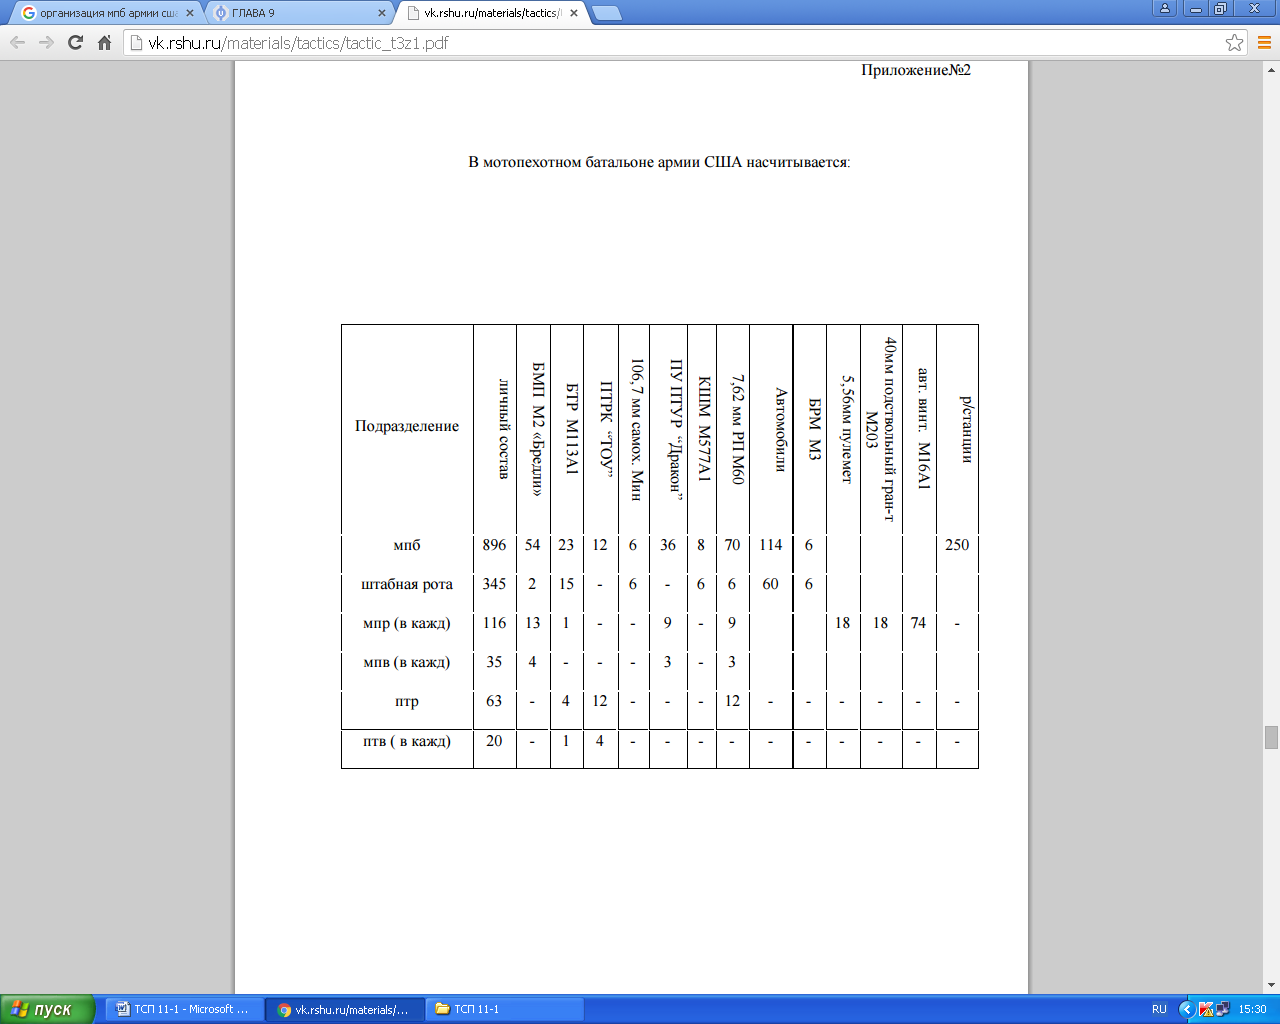 организация мпб армии сша
ГЛАВА 9
vk.rshu.ru/materials/tactics/
vk.rshu.ru/materials/tactics/tactic_t3z1.pdf
Приложение№2
В мотопехотном батальоне армии США насчитывается:
Подразделение
личный состав
БМП М2 «Бредли»
БТР М113А1
ПТРК “ТОУ”
106,7 мм самох. Мин
ПУ ПТУР “Дракон”
КШМ М577А1
7,62 мм РП М60
Автомобили
БРМ М3
5,56мм пулемет
40мм подствольный гран-т
М203
авт. винт. М16А1
р/станции
мпб 896 54 23 12 6 36 8 70 114 6 250
штабная рота 345 2 15 - 6 - 6 6 60 6
мпр (в кажд) 116 13 1 - - 9 - 9 18 18 74 -
мпв (в кажд) 35 4 - - - 3 - 3
птр 63 - 4 12 - - - 12 - - - - - -
птв ( в кажд) 20 - 1 4 - - - - - - - - - -
пуск
ТСП 11-1 - Microsoft ...
vk.rshu.ru/materials/...
ТСП 11-1
RU
15:30